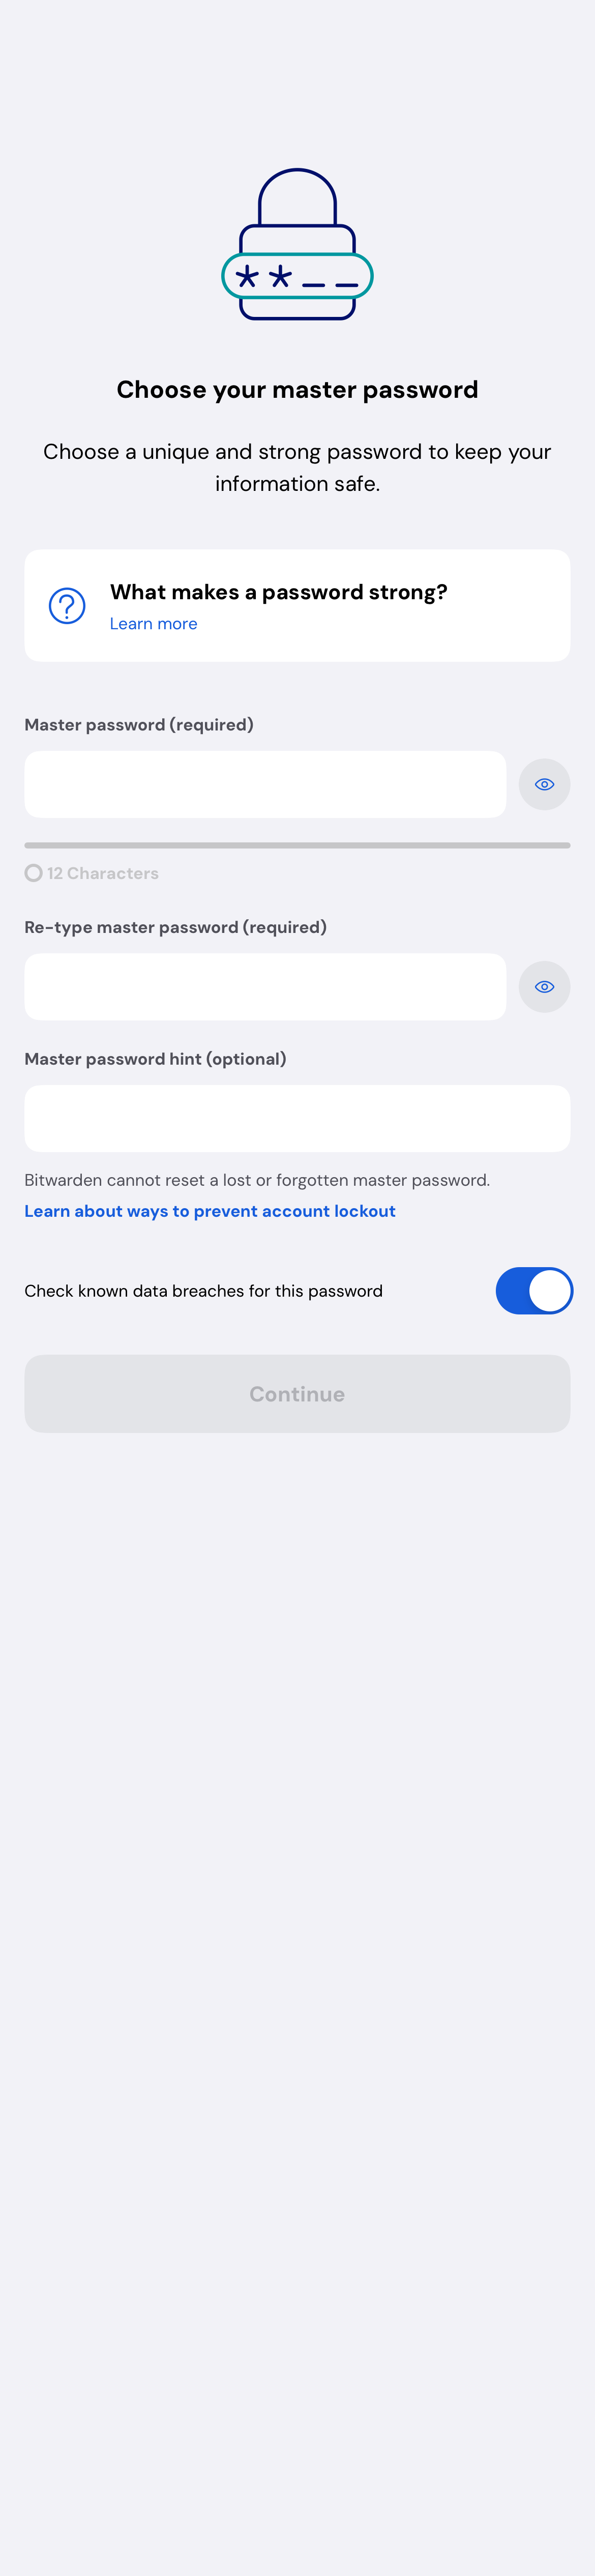 **__
Choose your master password
Choose a unique and strong password to keep your
information safe.
What makes a password strong?
Learn more
Master password (required)
12 Characters
Re-type master password (required)
Master password hint (optional)
Bitwarden cannot reset a lost or forgotten master password.
Learn about ways to prevent account lockout
Check known data breaches for this password
Continue